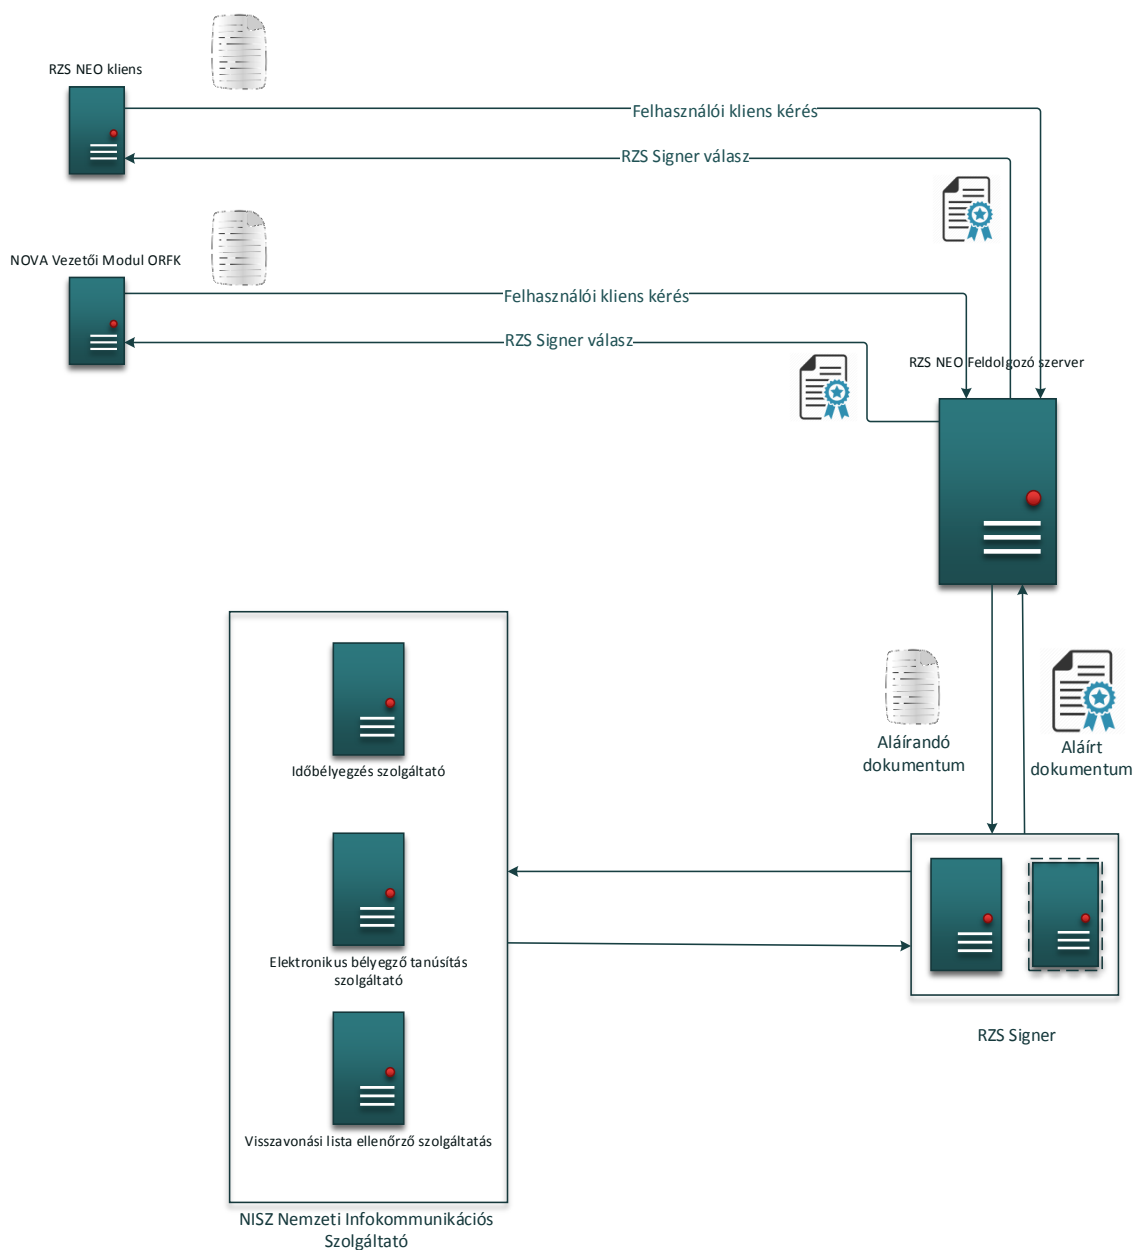 RZS NEO kliens
Felhasználói kliens kérés
RZS Signer válasz
NOVA Vezetői Modul ORFK
Felhasználói kliens kérés
RZS Signer válasz
RZS NEO Feldolgozó szerver
Aláírandó
dokumentum
Aláírt
dokumentum
Időbélyegzés szolgáltató
Elektronikus bélyegző tanúsítás
szolgáltató
Visszavonási lista ellenőrző szolgáltatás
RZS Signer
NISZ Nemzeti Infokommunikációs
Szolgáltató